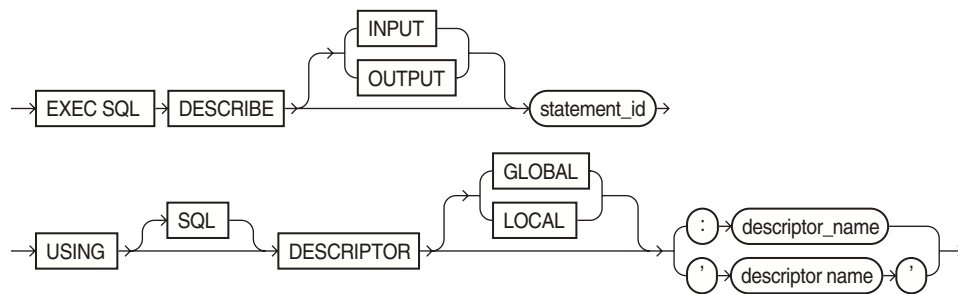 INPUT
OUTPUT
EXEC SQL DESCRIBE statement_id
GLOBAL
SQL LOCAL
USING DESCRIPTOR : descriptor_name
' descriptor name '